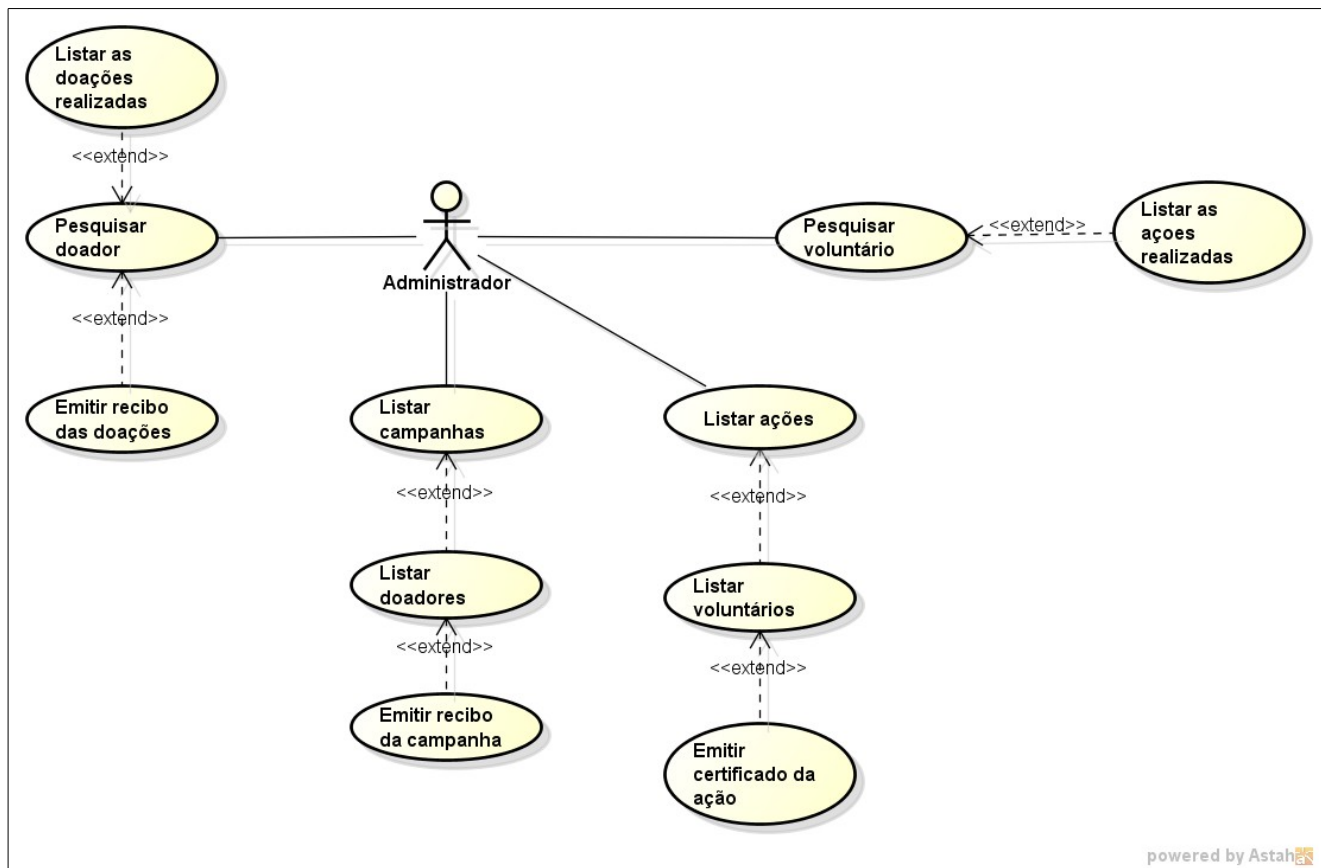 Listar as
doações
realizadas
<<extend>>
Pesquisar
doador
<<extend>>
Emitir recibo
das doações
Administrador
Pesquisar
voluntário
<<extend>>
Listar as
açoes
realizadas
Listar
campanhas
<<extend>>
Listar
doadores
<<extend>>
Emitir recibo
da campanha
Listar ações
<<extend>>
Listar
voluntários
<<extend>>
Emitir
certificado da
ação
powered by Astah